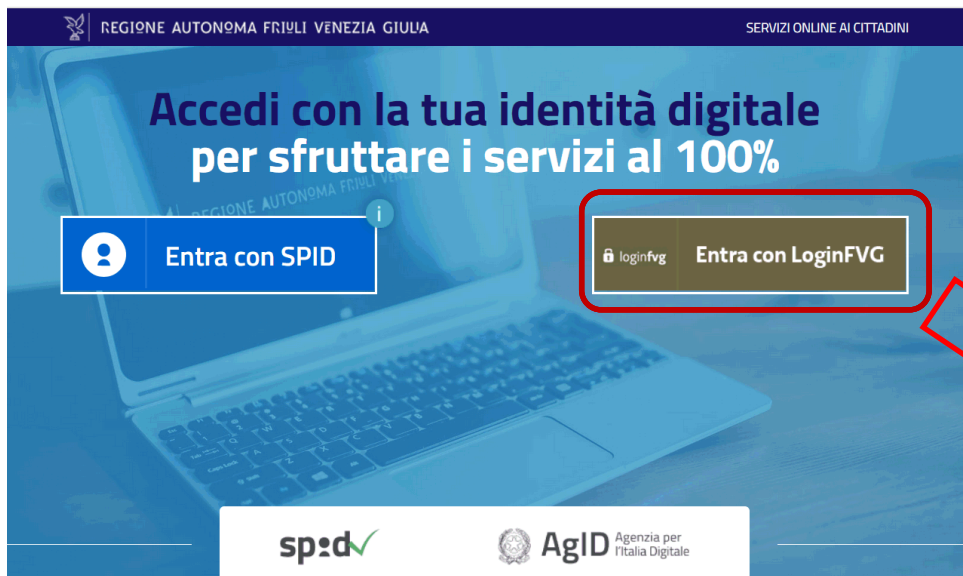 REGIONE AUTONOMA FRIULI VENEZIA GIULIA
SERVIZI ONLINE AI CITTADINI
Accedi con la tua identità digitale
per sfruttare i servizi al 100%
REGIONE AUTONOMA FRIULI
i
Entra con SPID
loginfvg Entra con LoginFVG
spid
AgID Agenzia per
l'Italia Digitale